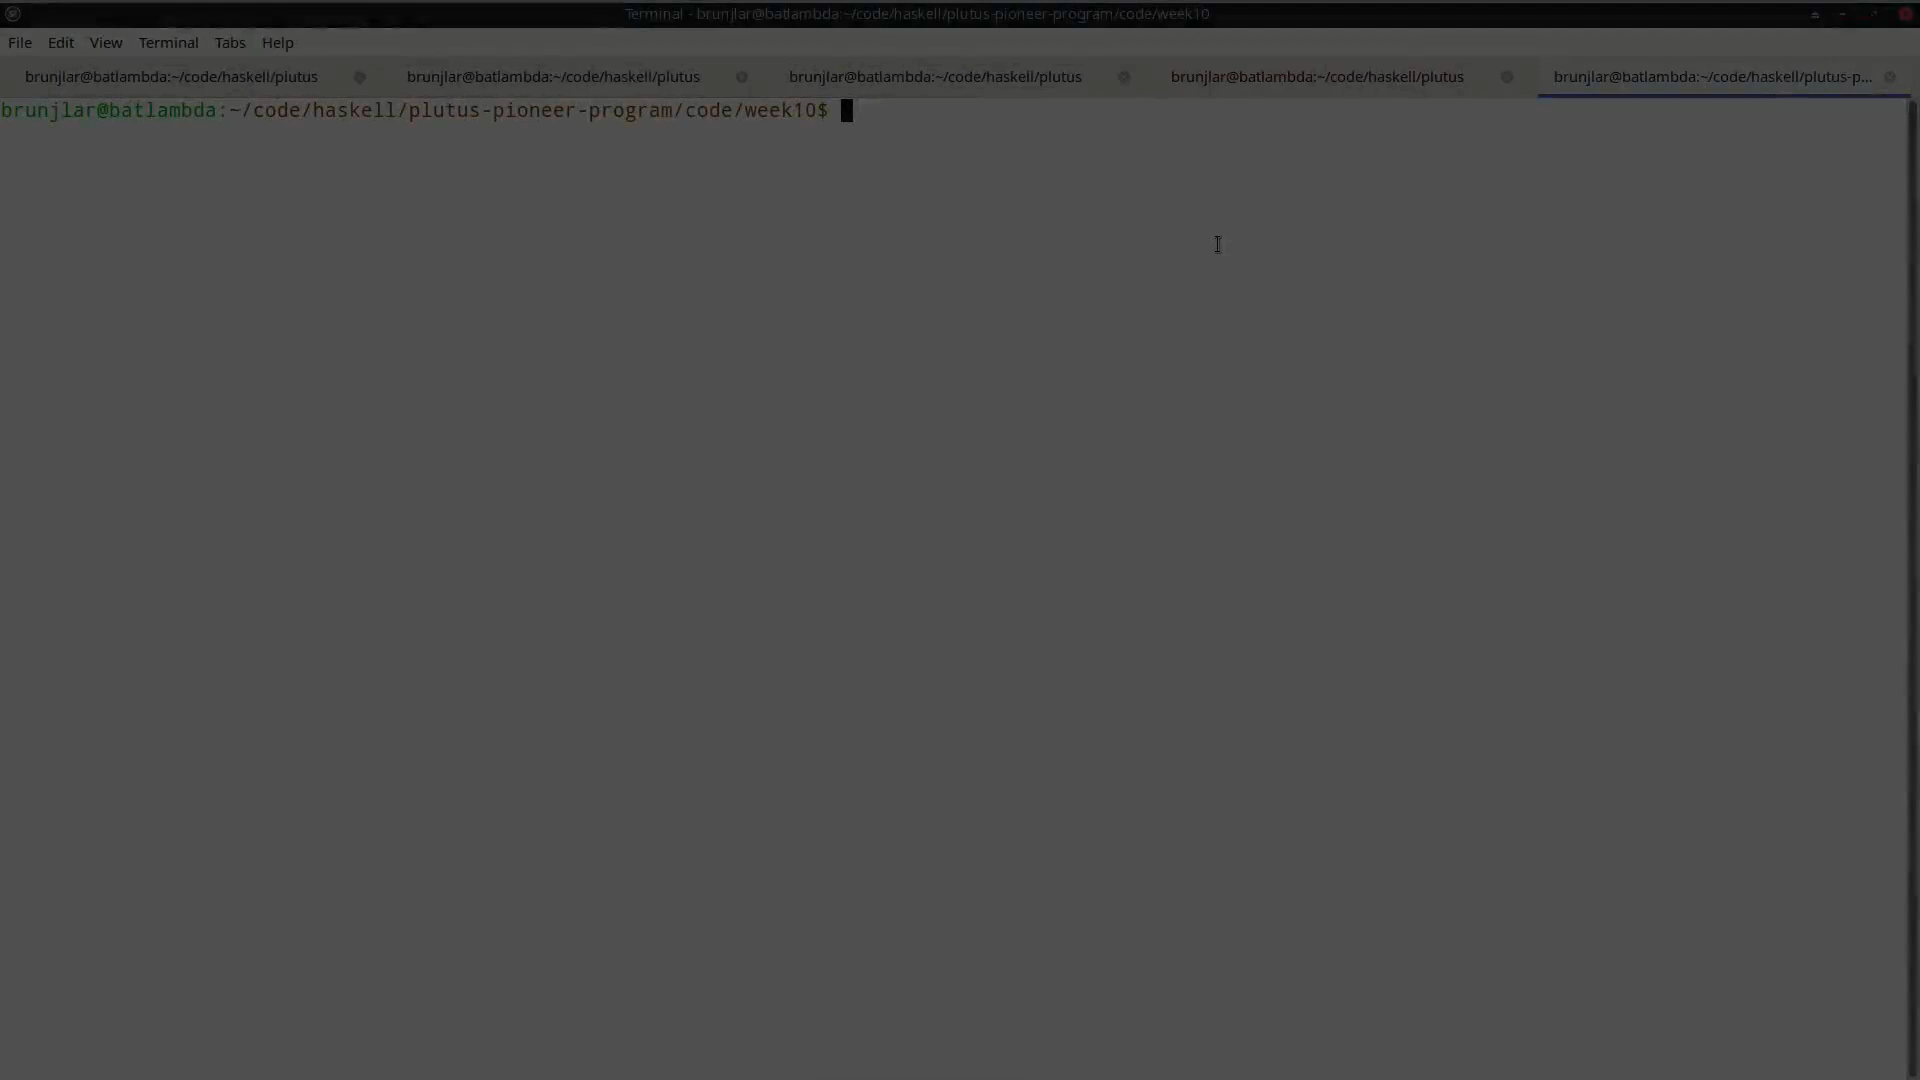 Terminal - brunjlar@batlambda:~/code/haskell/plutus-pioneer-program/code/week10
File Edit View Terminal Tabs Help
brunjlar@batlambda:~/code/haskell/plutus brunjlar@batlambda:~/code/haskell/plutus brunjlar@batlambda:~/code/haskell/plutus brunjlar@batlambda:~/code/haskell/plutus brunjlar@batlambda:~/code/haskell/plutus-p...
brunjlar@batlambda:~/code/haskell/plutus-pioneer-program/code/week10$